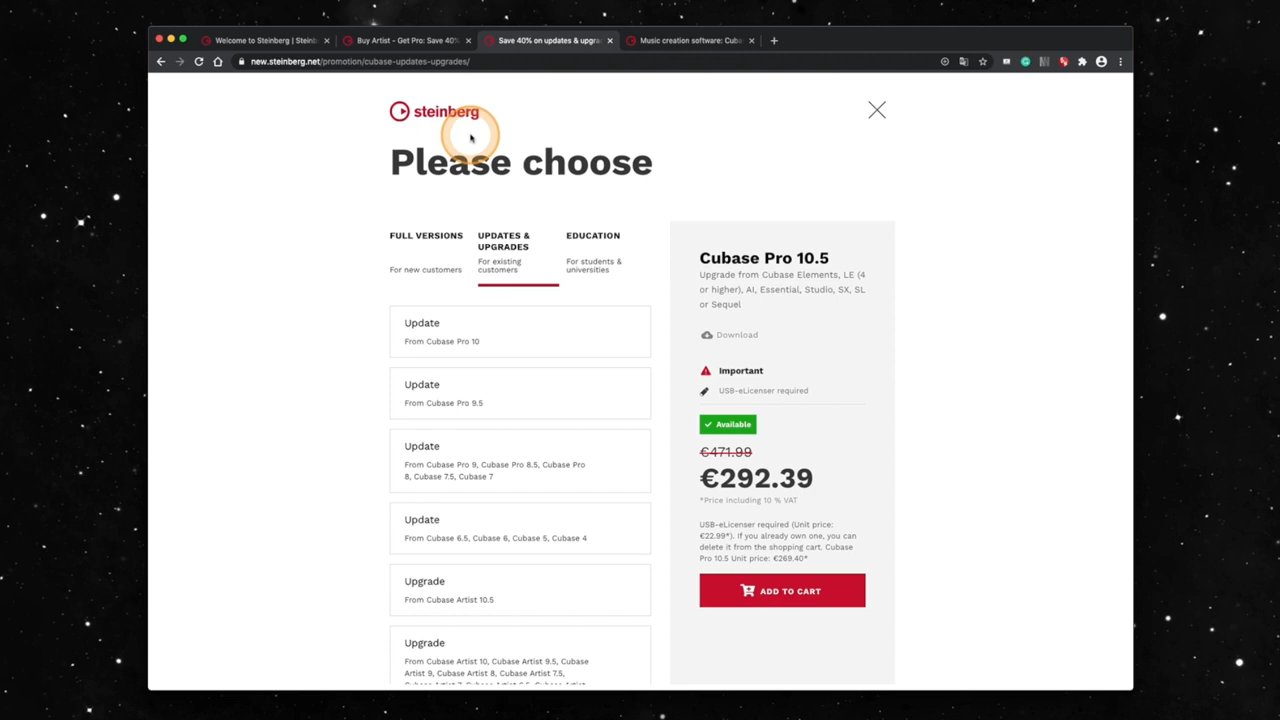 Welcome to Steinberg | Steinb
Buy Artist – Get Pro: Save 40%
Save 40% on updates & upgra
Music creation software: Cuba
new.steinberg.net/promotion/cubase-updates-upgrades/
steinberg
Please choose
FULL VERSIONS
For new customers
UPDATES &
UPGRADES
For existing
customers
EDUCATION
For students &
universities
Update
From Cubase Pro 10
Update
From Cubase Pro 9.5
Update
From Cubase Pro 9, Cubase Pro 8.5, Cubase Pro
8, Cubase 7.5, Cubase 7
Update
From Cubase 6.5, Cubase 6, Cubase 5, Cubase 4
Upgrade
From Cubase Artist 10.5
Upgrade
From Cubase Artist 10, Cubase Artist 9.5, Cubase
Artist 9, Cubase Artist 8, Cubase Artist 7.5,
Cubase Pro 10.5
Upgrade from Cubase Elements, LE (4
or higher), AI, Essential, Studio, SX, SL
or Sequel
Download
Important
USB-eLicenser required
Available
€471.99
€292.39
*Price including 10 % VAT
USB-eLicenser required (Unit price:
€22.99*). If you already own one, you can
delete it from the shopping cart. Cubase
Pro 10.5 Unit price: €269.40*
ADD TO CART